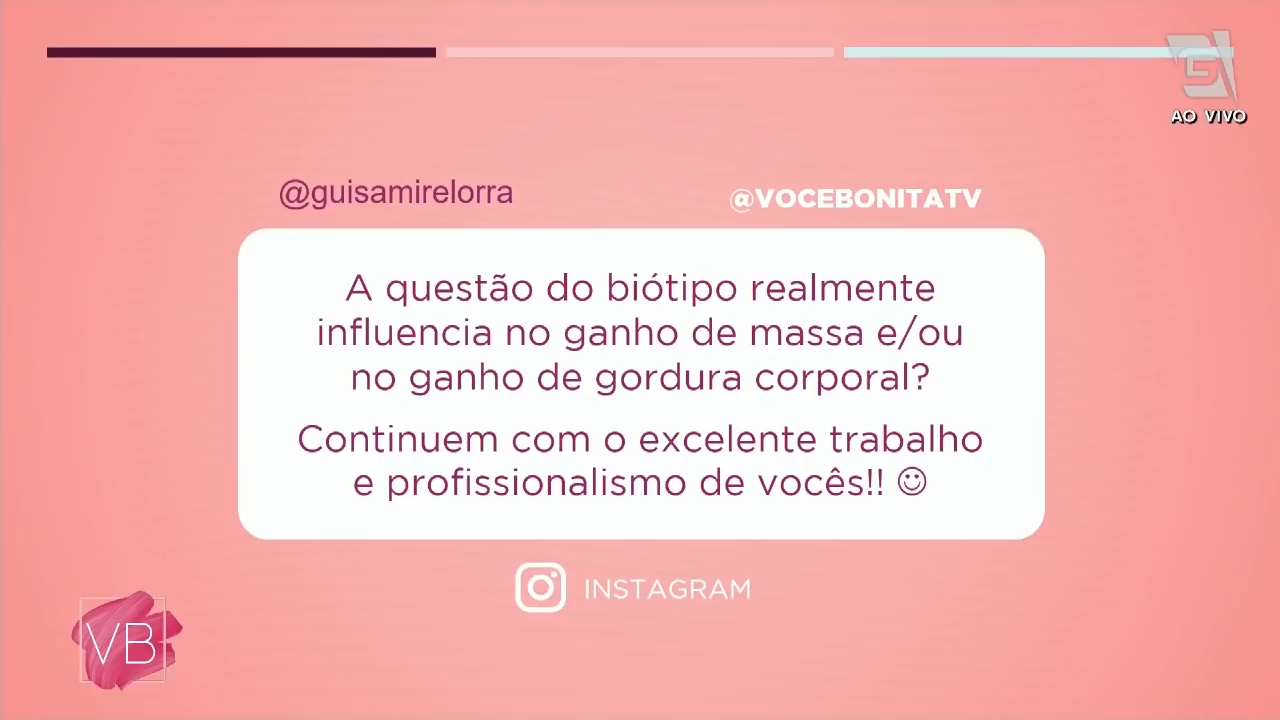 AO VIVO
@guisamirelorra
@VOCEBONITATV
A questão do biótipo realmente
influencia no ganho de massa e/ou
no ganho de gordura corporal?
Continuem com o excelente trabalho
e profissionalismo de vocês!! ☺
INSTAGRAM
VB